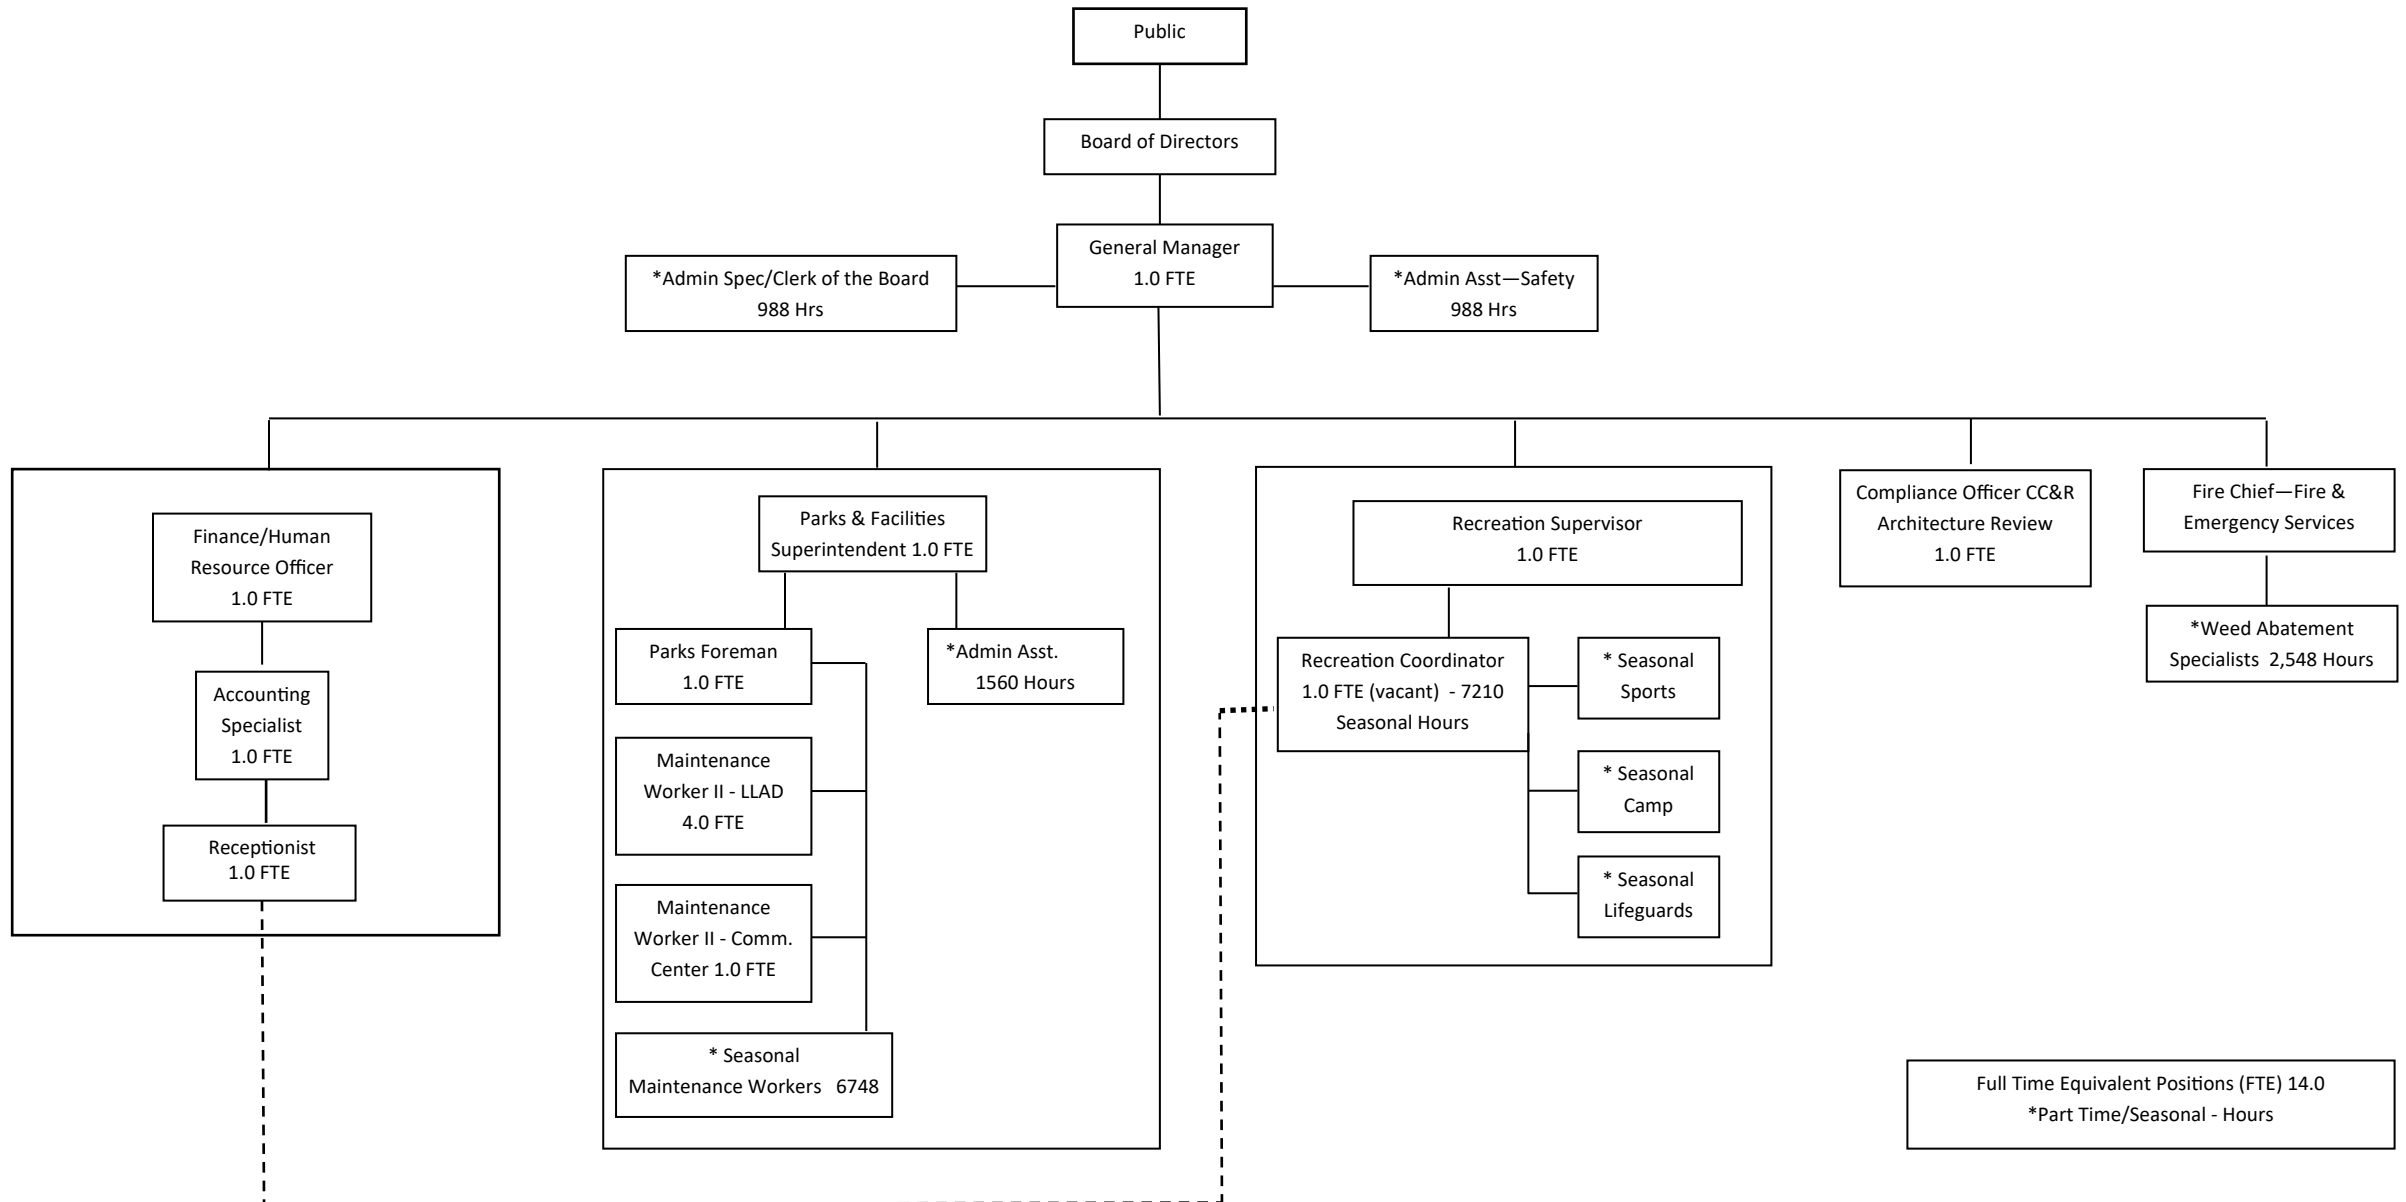 Public
Board of Directors
General Manager
1.0 FTE
*Admin Spec/Clerk of the Board
988 Hrs
*Admin Asst—Safety
988 Hrs
Finance/Human
Resource Officer
1.0 FTE
Accounting
Specialist
1.0 FTE
Receptionist
1.0 FTE
Parks & Facilities
Superintendent 1.0 FTE
Parks Foreman
1.0 FTE
*Admin Asst.
1560 Hours
Maintenance
Worker II - LLAD
4.0 FTE
Maintenance
Worker II - Comm.
Center 1.0 FTE
* Seasonal
Maintenance Workers 6748
Recreation Supervisor
1.0 FTE
Recreation Coordinator
1.0 FTE (vacant) - 7210
Seasonal Hours
* Seasonal
Sports
* Seasonal
Camp
* Seasonal
Lifeguards
Compliance Officer CC&R
Architecture Review
1.0 FTE
Fire Chief—Fire &
Emergency Services
*Weed Abatement
Specialists 2,548 Hours
Full Time Equivalent Positions (FTE) 14.0
*Part Time/Seasonal - Hours